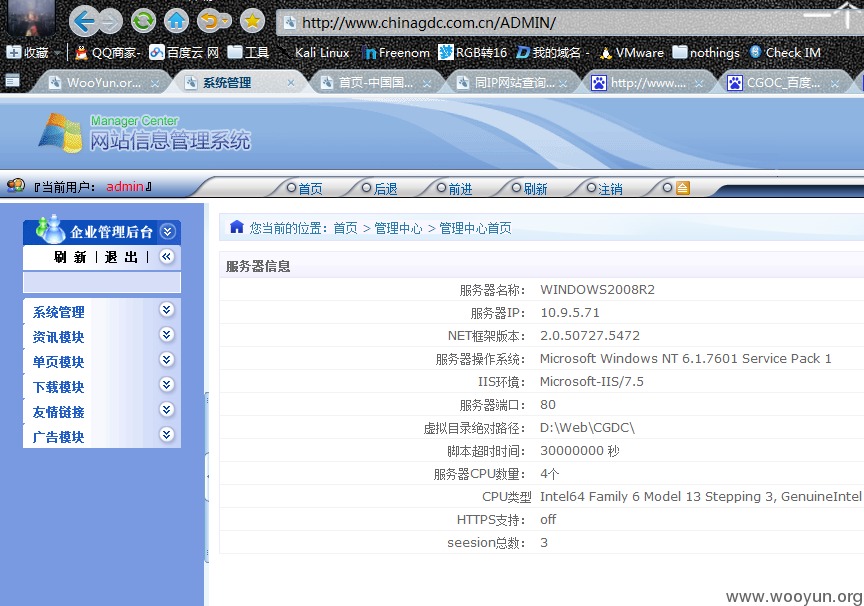 http://www.chinagdc.com.cn/ADMIN/
收藏 QQ商家- 百度云 网 工具 Kali Linux Freenom RGB转16 我的域名 - VMware nothings Check IM
WooYun.or... 系统管理 首页-中国国... 同IP网站查询,... http://www.... CGOC_百度...
Manager Center
网站信息管理系统
『当前用户： admin』 首页 后退 前进 刷新 注销
企业管理后台
刷 新 | 退 出 |
系统管理
资讯模块
单页模块
下载模块
友情链接
广告模块
您当前的位置：首页 > 管理中心 > 管理中心首页
服务器信息
服务器名称： WINDOWS2008R2
服务器IP： 10.9.5.71
NET框架版本： 2.0.50727.5472
服务器操作系统： Microsoft Windows NT 6.1.7601 Service Pack 1
IIS环境： Microsoft-IIS/7.5
服务器端口： 80
虚拟目录绝对路径： D:\Web\CGDC\
脚本超时时间： 30000000 秒
服务器CPU数量： 4个
CPU类型 Intel64 Family 6 Model 13 Stepping 3, GenuineIntel
HTTPS支持： off
seesion总数： 3
www.wooyun.org